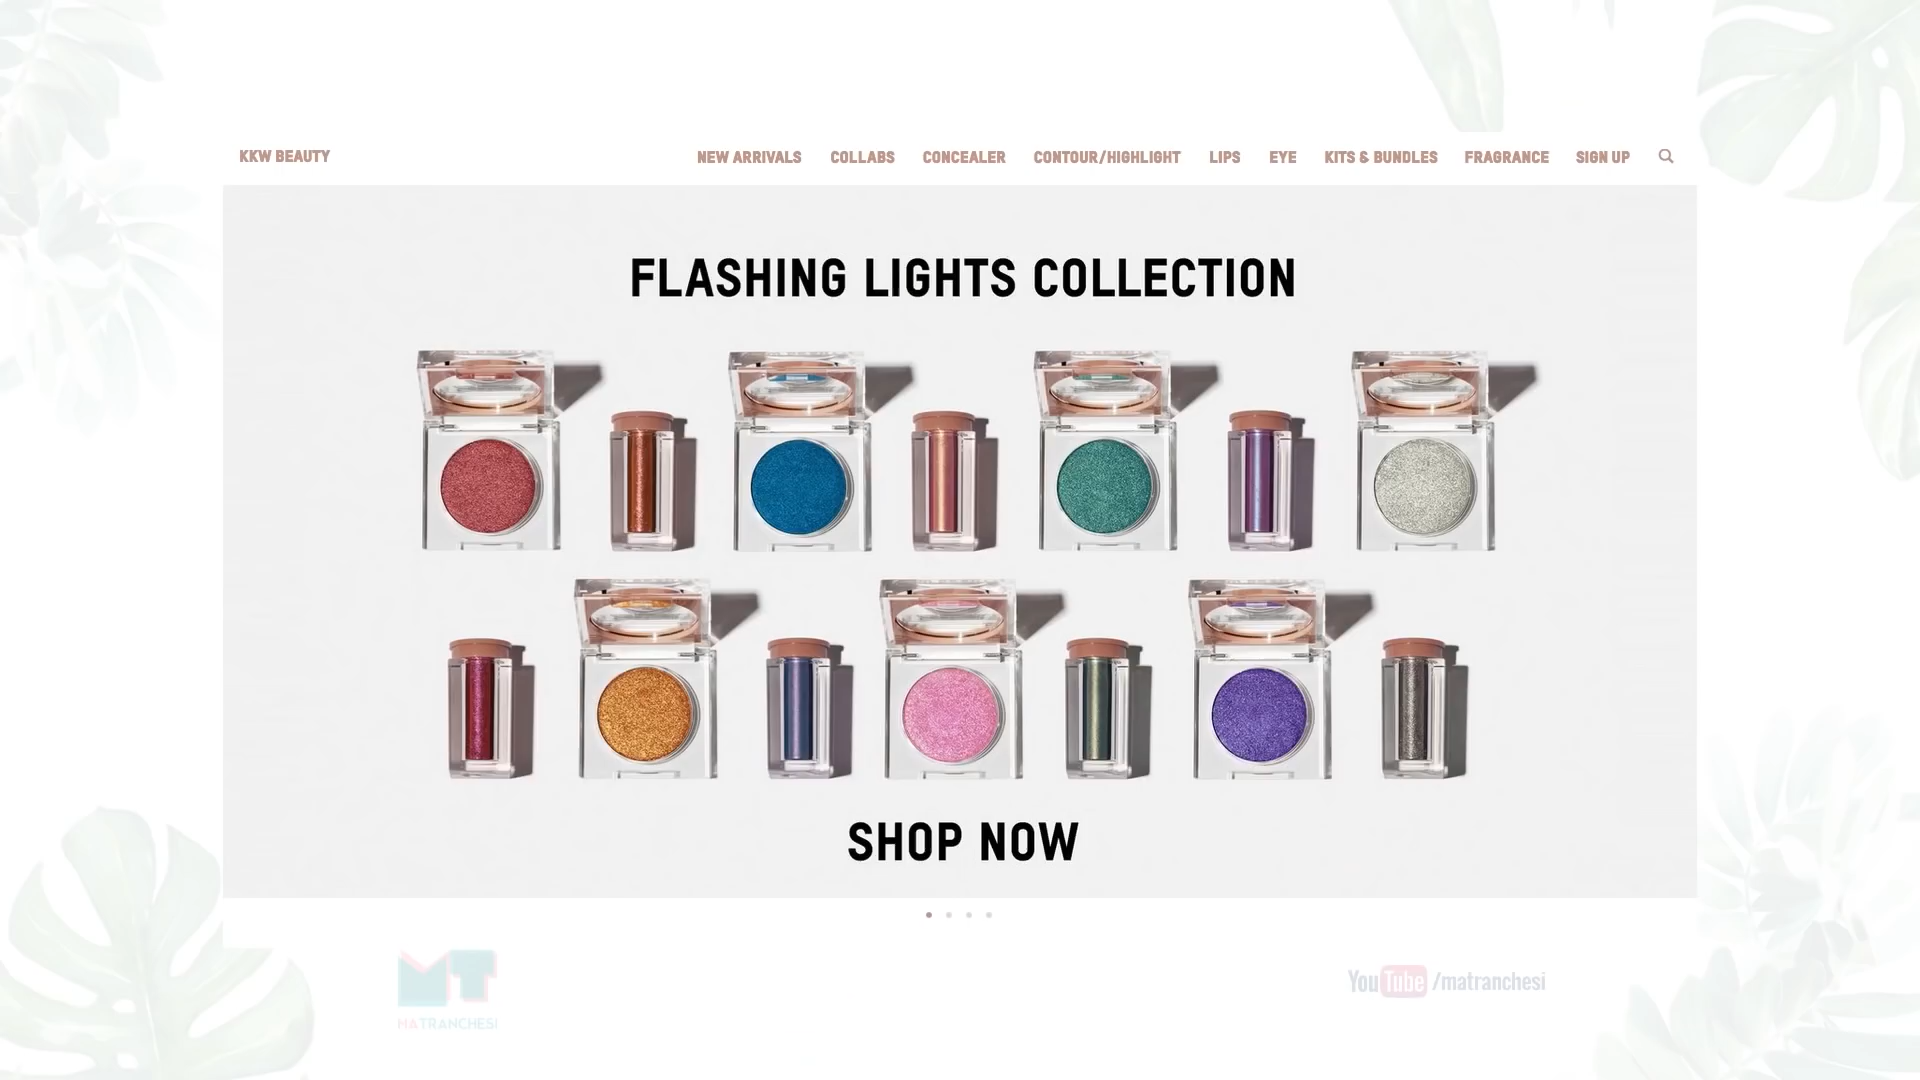 KKW BEAUTY
NEW ARRIVALS COLLABS CONCEALER CONTOUR/HIGHLIGHT LIPS EYE KITS & BUNDLES FRAGRANCE SIGN UP
FLASHING LIGHTS COLLECTION
SHOP NOW
MT
MATRANCHESI
YouTube /matranchesi